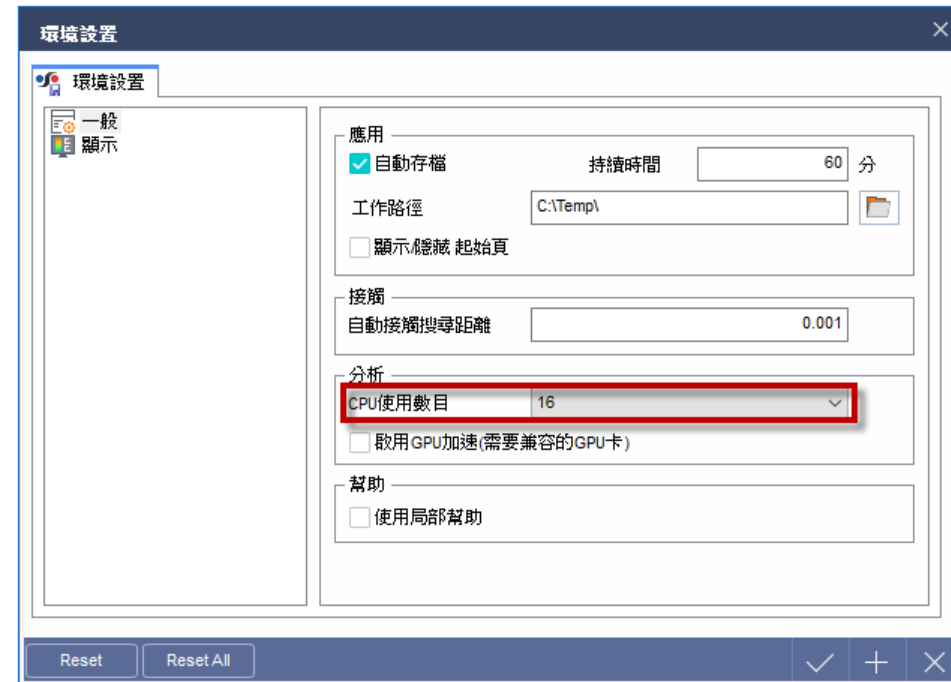 環境設置
環境設置
一般
顯示
應用
自動存檔 持續時間 60 分
工作路徑 C:\Temp\
顯示/隱藏 起始頁
接觸
自動接觸搜尋距離 0.001
分析
CPU使用數目 16
啟用GPU加速(需要兼容的GPU卡)
幫助
使用局部幫助
Reset Reset All